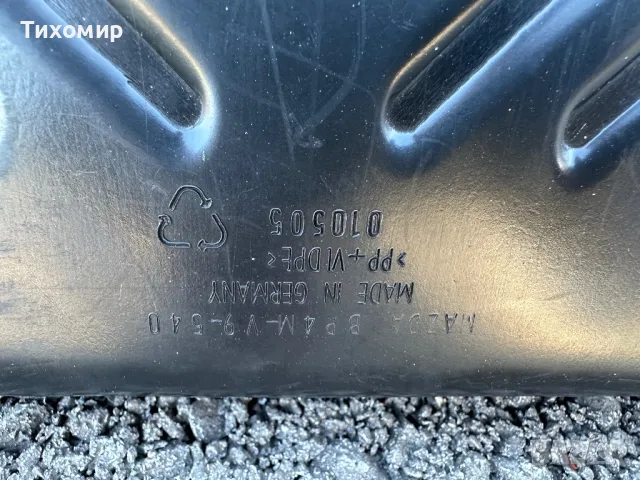 Тихомир
MAZDA BP4M-V9-540
MADE IN GERMANY
>PP+VLDPE<
010505